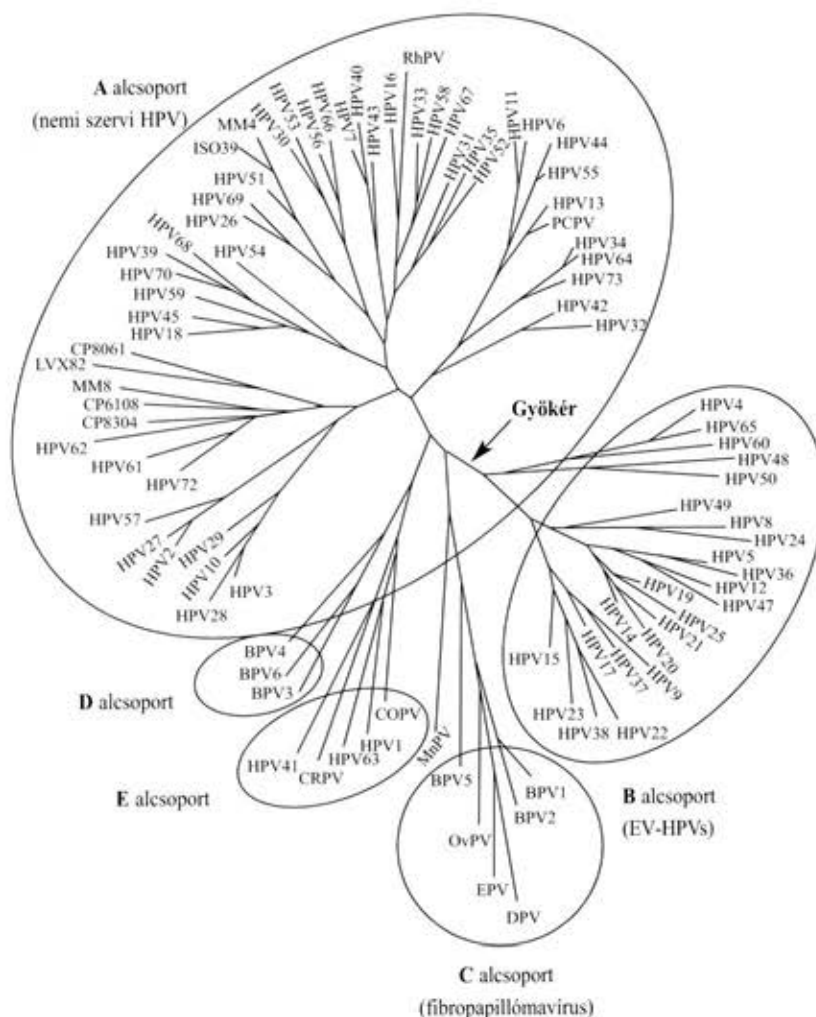 A alcsoport
(nemi szervi HPV)
RhPV
HPV16
HPV40
HPV43
HPV7
HPV66
HPV56
HPV53
HPV30
MM4
ISO39
HPV51
HPV69
HPV26
HPV33
HPV58
HPV67
HPV31
HPV35
HPV52
HPV11
HPV6
HPV44
HPV55
HPV13
PCPV
HPV34
HPV64
HPV73
HPV42
HPV32
HPV68
HPV54
HPV39
HPV70
HPV59
HPV45
HPV18
CP8061
LVX82
MM8
CP6108
CP8304
HPV62
HPV61
HPV72
HPV57
HPV27
HPV2
HPV29
HPV10
HPV28
HPV3
Gyökér
HPV4
HPV65
HPV60
HPV48
HPV50
HPV49
HPV8
HPV24
HPV5
HPV36
HPV12
HPV47
HPV19
HPV25
HPV21
HPV20
HPV14
HPV9
HPV37
HPV17
HPV15
HPV23
HPV38
HPV22
B alcsoport
(EV-HPVs)
BPV4
BPV6
BPV3
D alcsoport
COPV
HPV1
HPV63
CRPV
HPV41
E alcsoport
MnPV
BPV5
BPV1
BPV2
OvPV
EPV
DPV
C alcsoport
(fibropapillómavírus)